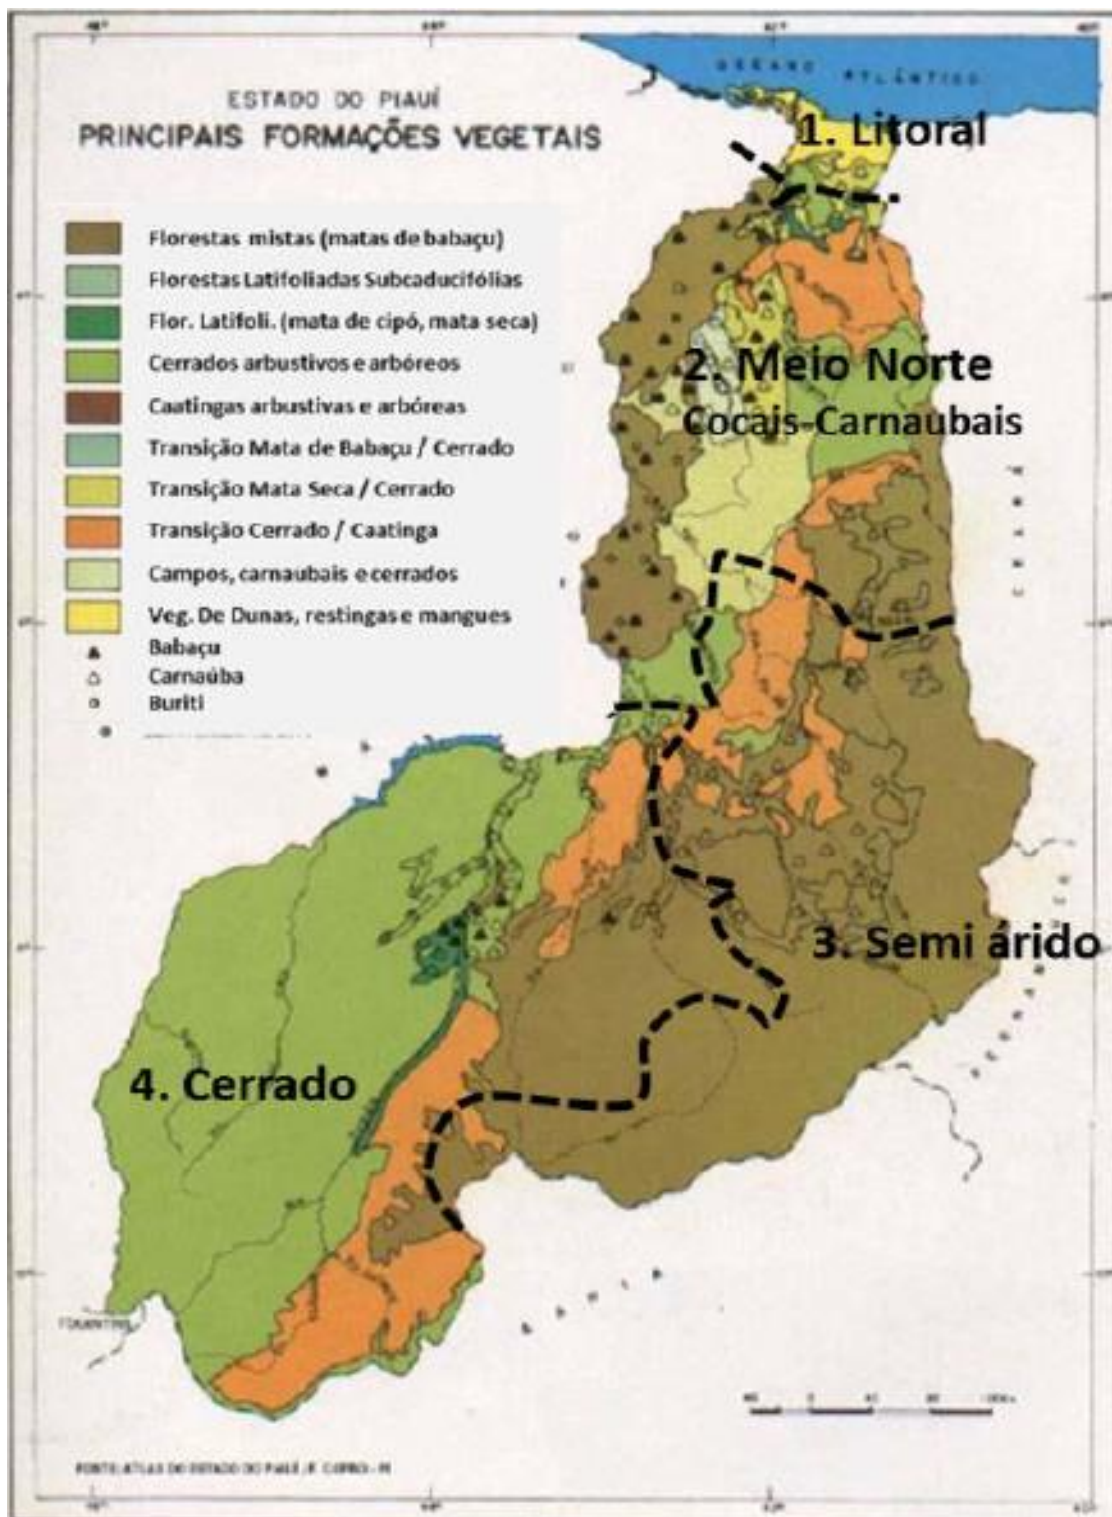 ESTADO DO PIAUÍ
PRINCIPAIS FORMAÇÕES VEGETAIS
OCEANO ATLÂNTICO
1. Litoral
Florestas mistas (matas de babaçu)
Florestas Latifoliadas Subcaducifólias
Flor. Latifoli. (mata de cipó, mata seca)
Cerrados arbustivos e arbóreos
Caatingas arbustivas e arbóreas
Transição Mata de Babaçu / Cerrado
Transição Mata Seca / Cerrado
Transição Cerrado / Caatinga
Campos, carnaubais e cerrados
Veg. De Dunas, restingas e mangues
Babaçu
Carnaúba
Buriti
2. Meio Norte
Cocais-Carnaubais
CEARÁ
3. Semi árido
4. Cerrado
BAHIA